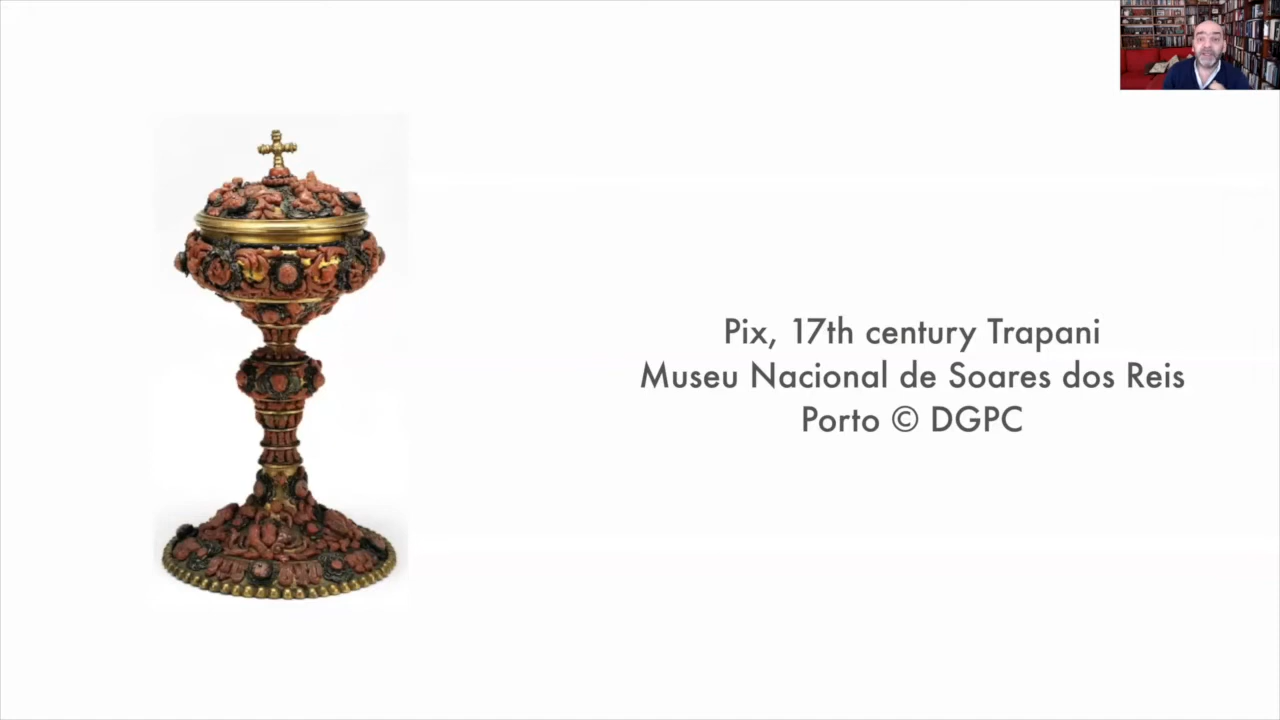 Pix, 17th century Trapani
Museu Nacional de Soares dos Reis
Porto © DGPC